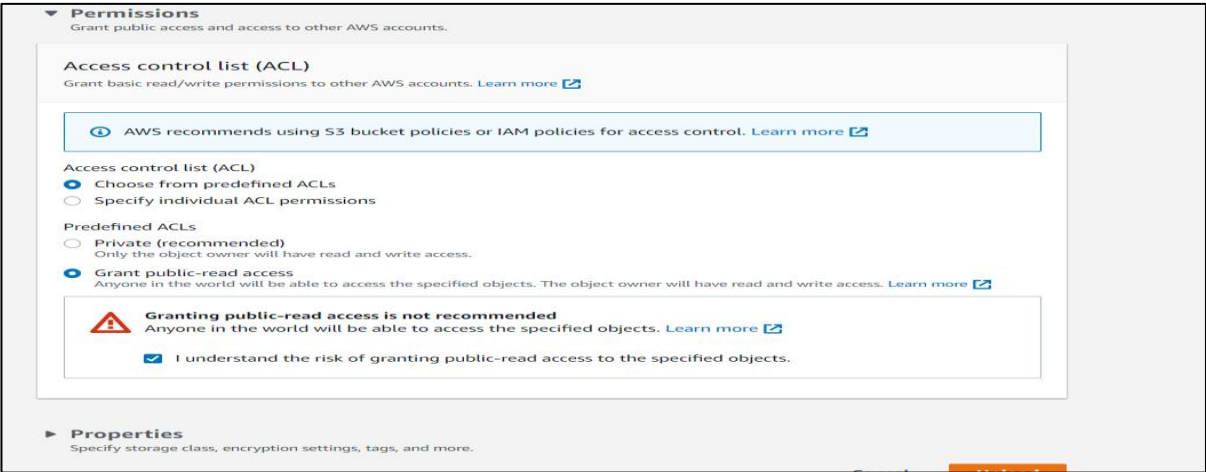 Permissions
Grant public access and access to other AWS accounts.
Access control list (ACL)
Grant basic read/write permissions to other AWS accounts. Learn more
AWS recommends using S3 bucket policies or IAM policies for access control. Learn more
Access control list (ACL)
Choose from predefined ACLs
Specify individual ACL permissions
Predefined ACLs
Private (recommended)
Only the object owner will have read and write access.
Grant public-read access
Anyone in the world will be able to access the specified objects. The object owner will have read and write access. Learn more
Granting public-read access is not recommended
Anyone in the world will be able to access the specified objects. Learn more
I understand the risk of granting public-read access to the specified objects.
Properties
Specify storage class, encryption settings, tags, and more.